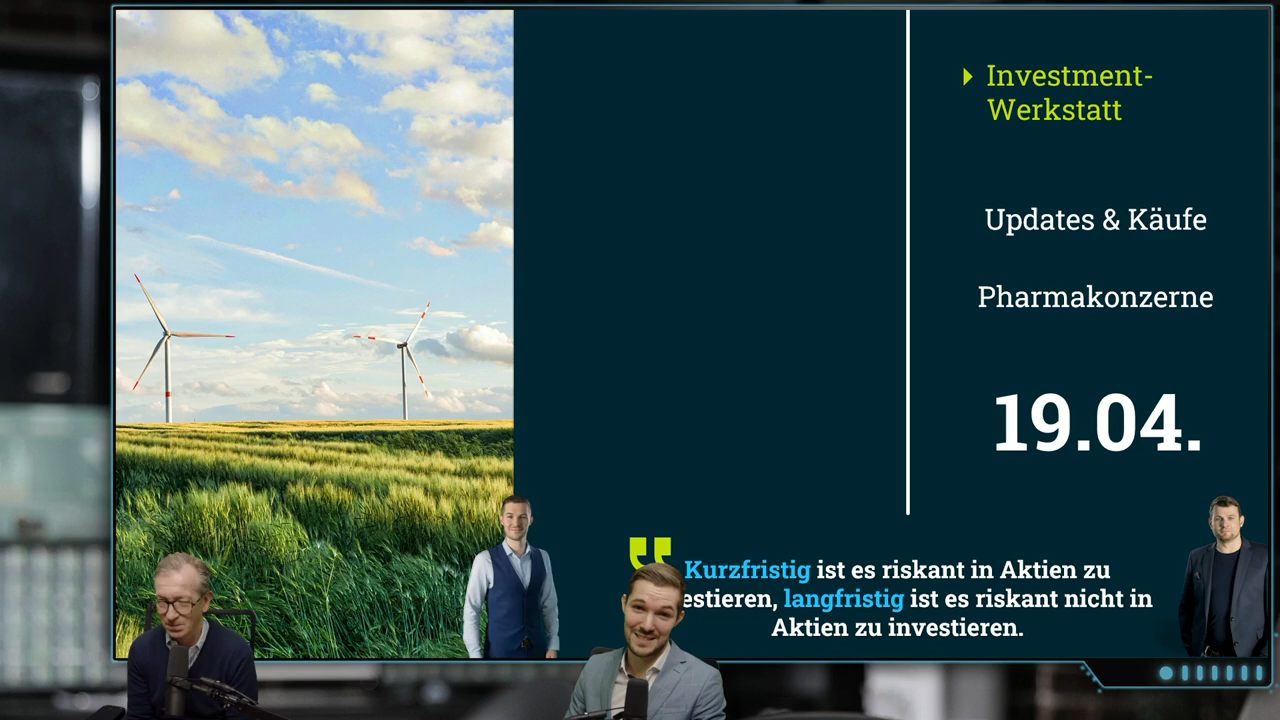 Investment-
Werkstatt
Updates & Käufe
Pharmakonzerne
19.04.
Kurzfristig ist es riskant in Aktien zu
estieren, langfristig ist es riskant nicht in
Aktien zu investieren.